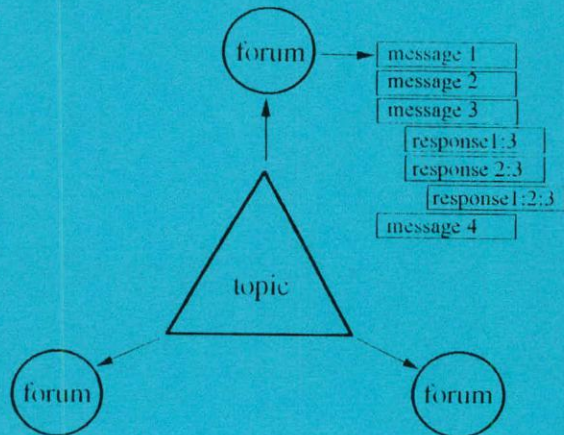 forum
message 1
message 2
message 3
response1:3
response 2:3
response1:2:3
message 4
topic
forum
forum